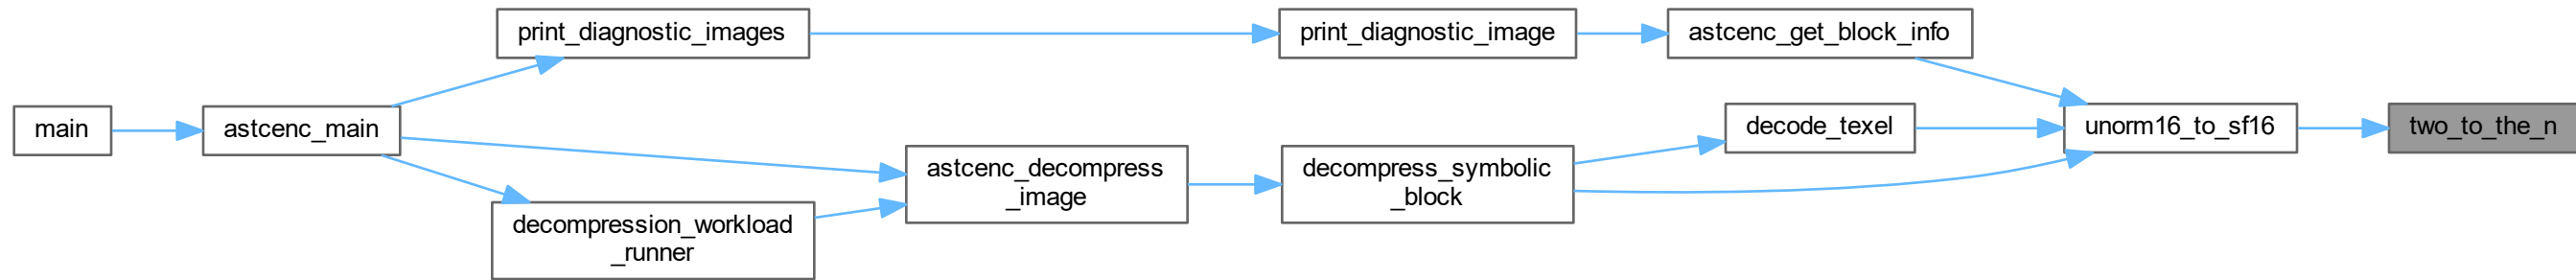 print_diagnostic_images
print_diagnostic_image
astcenc_get_block_info
main
astcenc_main
decode_texel
unorm16_to_sf16
two_to_the_n
astcenc_decompress
_image
decompress_symbolic
_block
decompression_workload
_runner